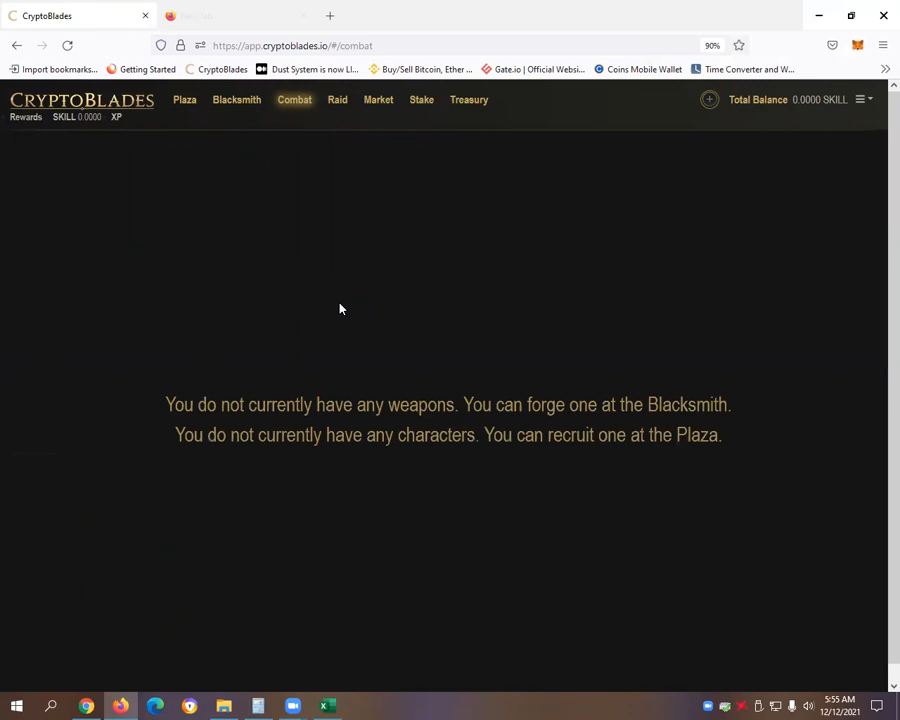 CryptoBlades
New Tab
https://app.cryptoblades.io/#/combat
90%
Import bookmarks...
Getting Started
CryptoBlades
Dust System is now LI...
Buy/Sell Bitcoin, Ether ...
Gate.io | Official Websi...
Coins Mobile Wallet
Time Converter and W...
CRYPTOBLADES
Plaza
Blacksmith
Combat
Raid
Market
Stake
Treasury
Total Balance 0.0000 SKILL
Rewards SKILL 0.0000 XP
You do not currently have any weapons. You can forge one at the Blacksmith.
You do not currently have any characters. You can recruit one at the Plaza.
5:55 AM
12/12/2021